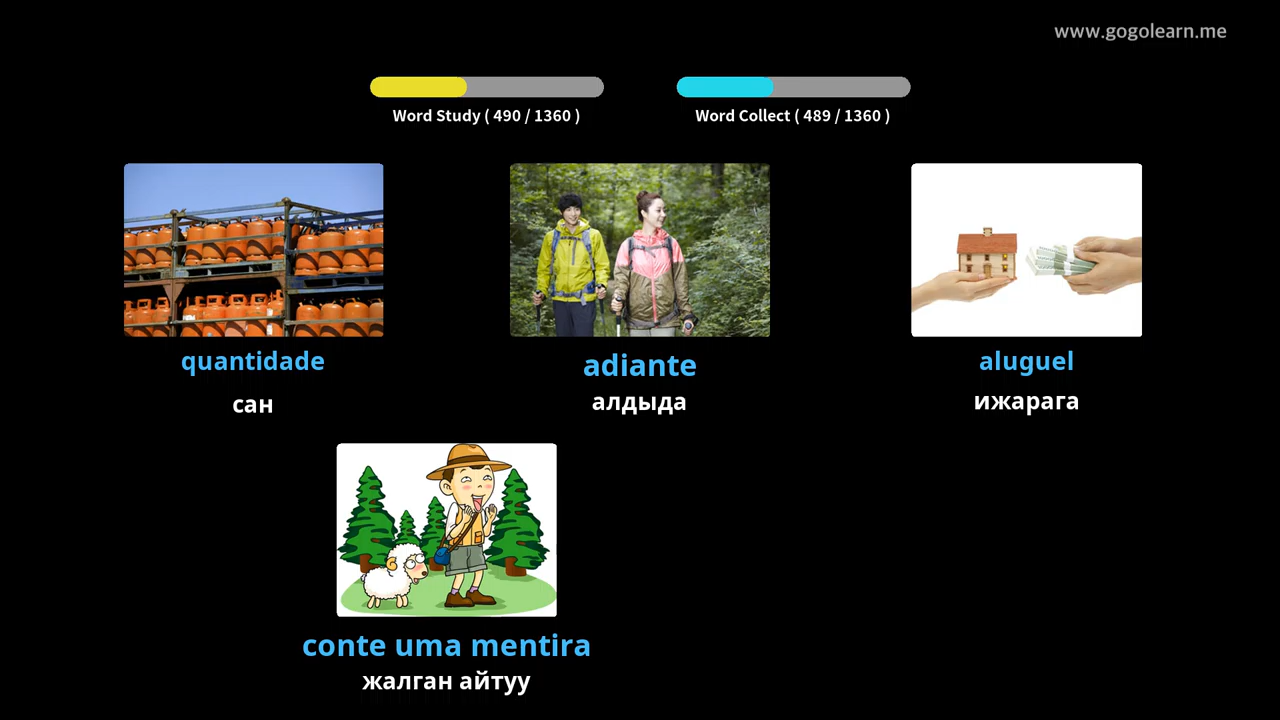 www.gogolearn.me
Word Study ( 490 / 1360 )
Word Collect ( 489 / 1360 )
quantidade
сан
adiante
алдыда
aluguel
ижарага
conte uma mentira
жалган айтуу